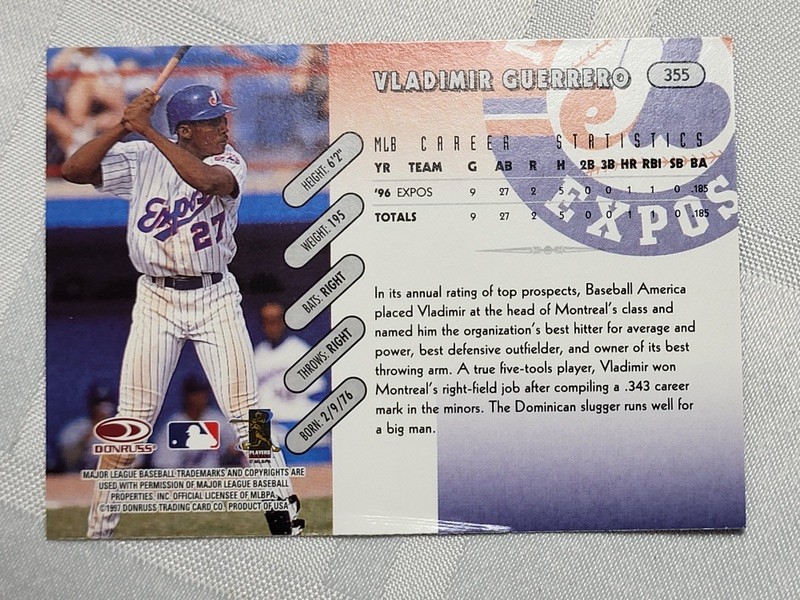 VLADIMIR GUERRERO 355
MLB CAREER STATISTICS
YR TEAM G AB R H 2B 3B HR RBI SB BA
'96 EXPOS 9 27 2 5 0 0 1 1 0 .185
TOTALS 9 27 2 5 0 0 1 1 0 .185
EXPOS
HEIGHT: 6'2"
WEIGHT: 195
BATS: RIGHT
THROWS: RIGHT
BORN: 2/9/76
Expos
27
In its annual rating of top prospects, Baseball America
placed Vladimir at the head of Montreal's class and
named him the organization's best hitter for average and
power, best defensive outfielder, and owner of its best
throwing arm. A true five-tools player, Vladimir won
Montreal's right-field job after compiling a .343 career
mark in the minors. The Dominican slugger runs well for
a big man.
DONRUSS
PLAYERS
MAJOR LEAGUE BASEBALL TRADEMARKS AND COPYRIGHTS ARE
USED WITH PERMISSION OF MAJOR LEAGUE BASEBALL
PROPERTIES, INC. OFFICIAL LICENSEE OF MLBPA
©1997 DONRUSS TRADING CARD CO. PRODUCT OF USA